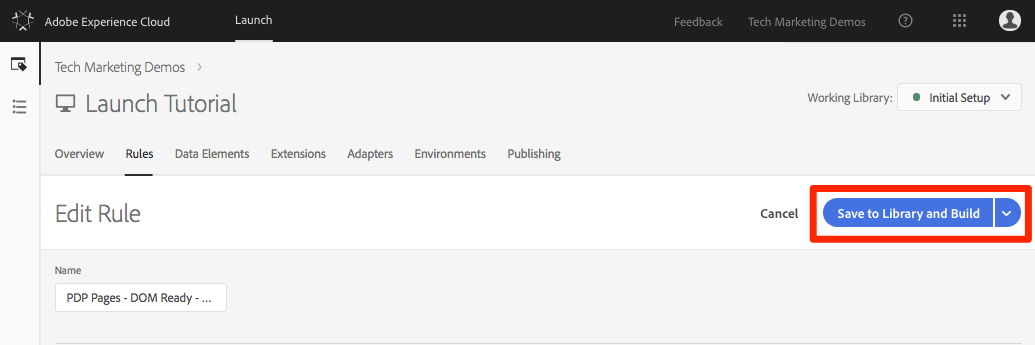 Adobe Experience Cloud Launch Feedback Tech Marketing Demos ?
Tech Marketing Demos >
Launch Tutorial
Working Library: Initial Setup
Overview Rules Data Elements Extensions Adapters Environments Publishing
Edit Rule
Cancel Save to Library and Build
Name
PDP Pages - DOM Ready - ...